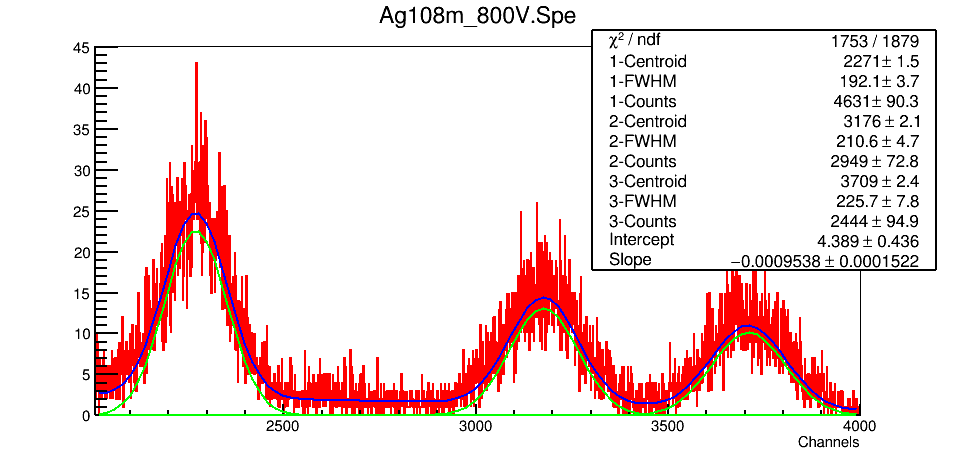 Ag108m_800V.Spe
χ² / ndf 1753 / 1879
1-Centroid 2271 ± 1.5
1-FWHM 192.1 ± 3.7
1-Counts 4631 ± 90.3
2-Centroid 3176 ± 2.1
2-FWHM 210.6 ± 4.7
2-Counts 2949 ± 72.8
3-Centroid 3709 ± 2.4
3-FWHM 225.7 ± 7.8
3-Counts 2444 ± 94.9
Intercept 4.389 ± 0.436
Slope −0.0009538 ± 0.0001522
45
40
35
30
25
20
15
10
5
0
2500 3000 3500 4000
Channels